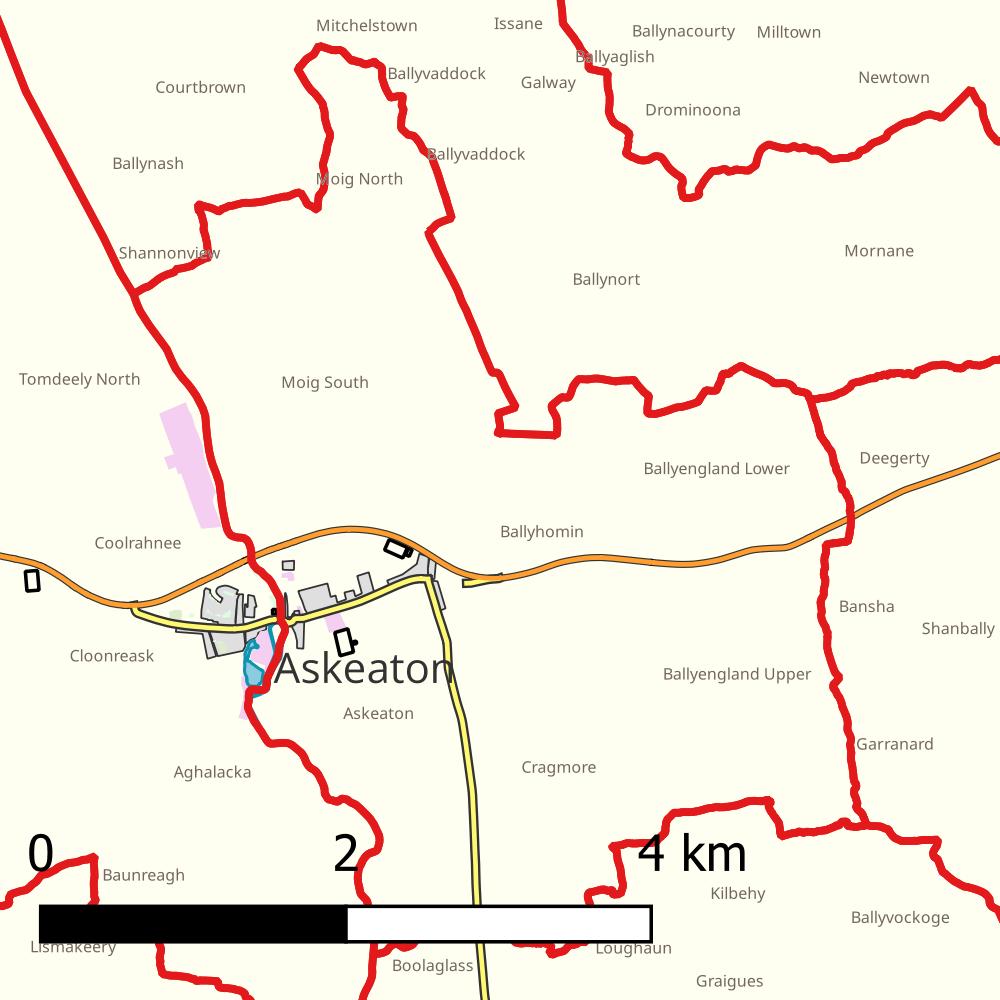 Mitchelstown
Issane
Ballynacourty
Milltown
Ballyaglish
Courtbrown
Ballyvaddock
Galway
Newtown
Drominoona
Ballynash
Ballyvaddock
Moig North
Shannonview
Mornane
Ballynort
Tomdeely North
Moig South
Ballyengland Lower
Deegerty
Coolrahnee
Ballyhomin
Bansha
Shanbally
Cloonreask
Askeaton
Ballyengland Upper
Askeaton
Garranard
Aghalacka
Cragmore
0 2 4 km
Baunreagh
Kilbehy
Ballyvockoge
Lismakeery
Loughaun
Boolaglass
Graigues